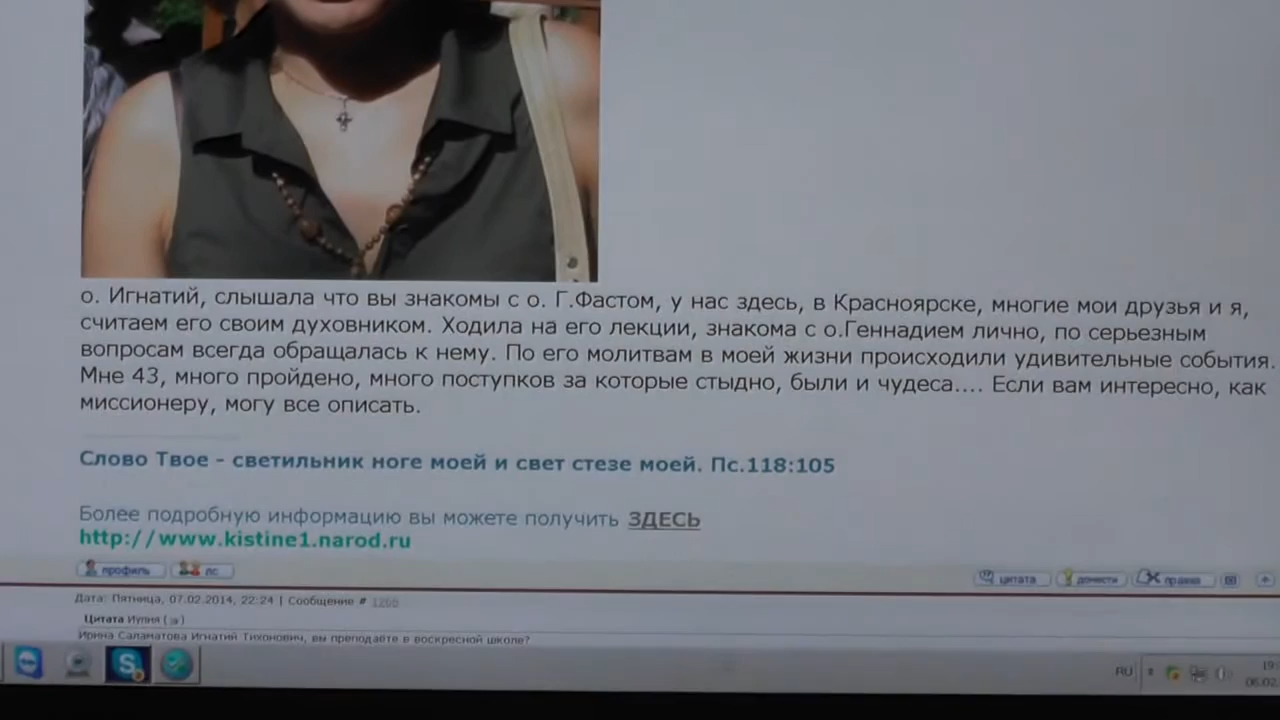 о. Игнатий, слышала что вы знакомы с о. Г.Фастом, у нас здесь, в Красноярске, многие мои друзья и я,
считаем его своим духовником. Ходила на его лекции, знакома с о.Геннадием лично, по серьезным
вопросам всегда обращалась к нему. По его молитвам в моей жизни происходили удивительные события.
Мне 43, много пройдено, много поступков за которые стыдно, были и чудеса.... Если вам интересно, как
миссионеру, могу все описать.
Слово Твое - светильник ноге моей и свет стезе моей. Пс.118:105
Более подробную информацию вы можете получить ЗДЕСЬ
http://www.kistine1.narod.ru
профиль лс цитата
Дата: Пятница, 07.02.2014, 22:24 | Сообщение #
Цитата Иулия
Ирина Саламатова Игнатий Тихонович, вы преподаёте в воскресной школе?
RU